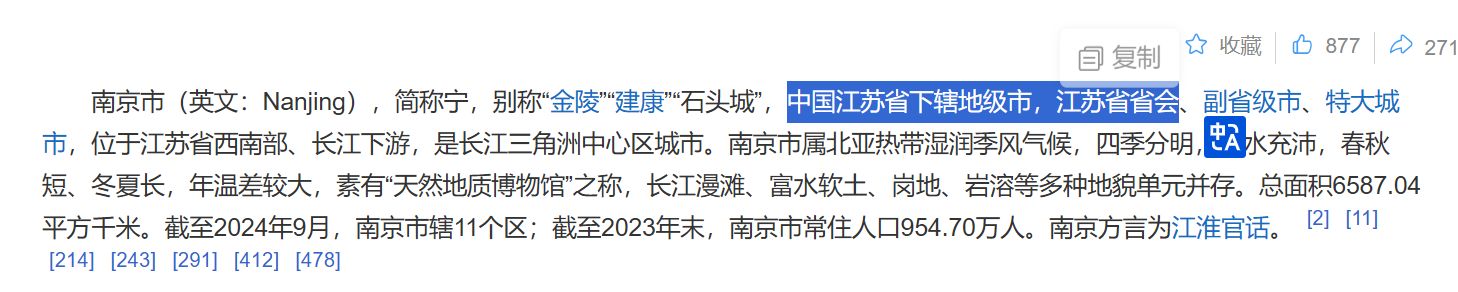 收藏 877 271
复制
南京市（英文：Nanjing），简称宁，别称“金陵”“建康”“石头城”，中国江苏省下辖地级市，江苏省省会、副省级市、特大城
市，位于江苏省西南部、长江下游，是长江三角洲中心区城市。南京市属北亚热带湿润季风气候，四季分明，水充沛，春秋
中A
短、冬夏长，年温差较大，素有“天然地质博物馆”之称，长江漫滩、富水软土、岗地、岩溶等多种地貌单元并存。总面积6587.04
平方千米。截至2024年9月，南京市辖11个区；截至2023年末，南京市常住人口954.70万人。南京方言为江淮官话。 [2] [11]
[214] [243] [291] [412] [478]